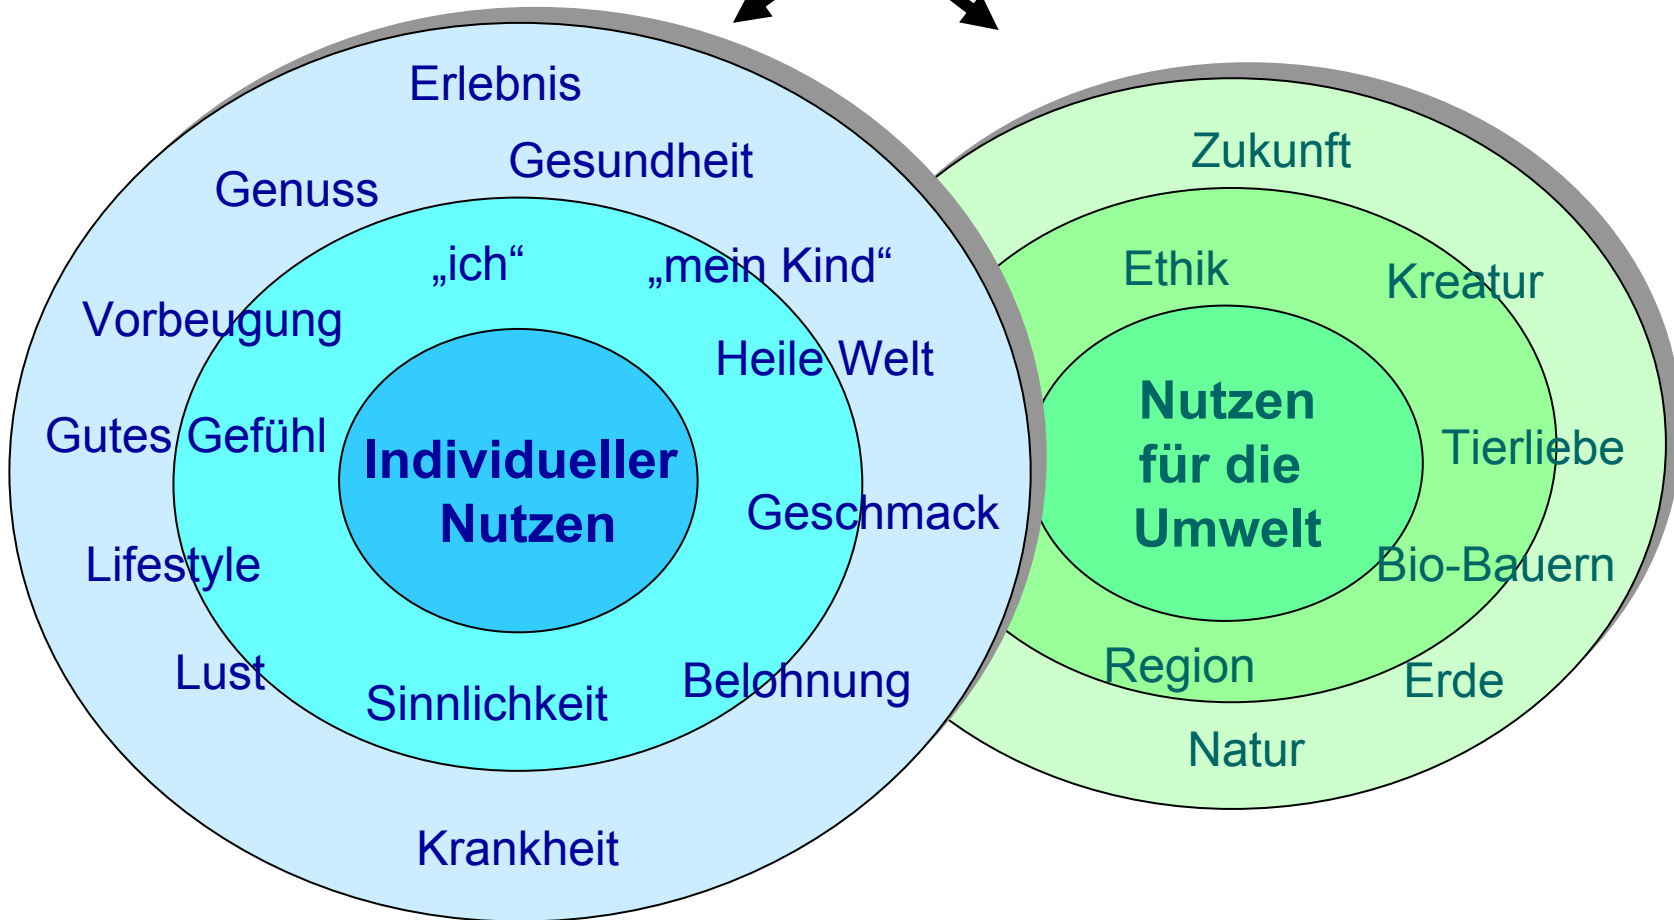 Erlebnis
Gesundheit
Genuss
„ich“
„mein Kind“
Vorbeugung
Heile Welt
Gutes Gefühl
Individueller
Nutzen
Geschmack
Lifestyle
Lust
Sinnlichkeit
Belohnung
Krankheit
Zukunft
Ethik
Kreatur
Nutzen
für die
Umwelt
Tierliebe
Bio-Bauern
Region
Erde
Natur